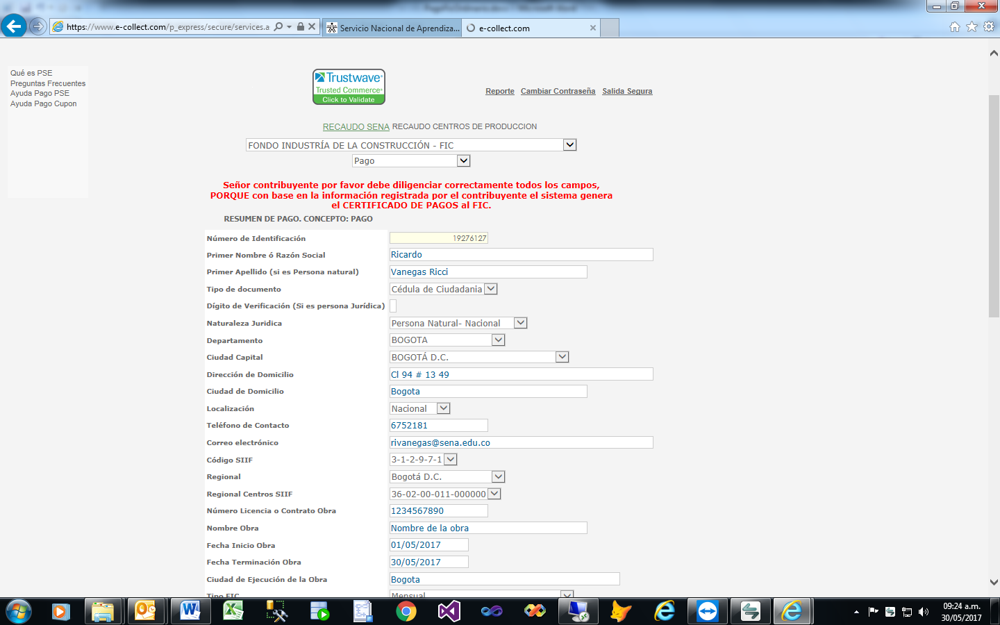 https://www.e-collect.com/p_express/secure/services.a
Servicio Nacional de Aprendiza...
e-collect.com
Qué es PSE
Preguntas Frecuentes
Ayuda Pago PSE
Ayuda Pago Cupon
Trustwave®
Trusted Commerce®
Click to Validate
Reporte Cambiar Contraseña Salida Segura
RECAUDO SENA RECAUDO CENTROS DE PRODUCCION
FONDO INDUSTRÍA DE LA CONSTRUCCIÓN - FIC
Pago
Señor contribuyente por favor debe diligenciar correctamente todos los campos,
PORQUE con base en la información registrada por el contribuyente el sistema genera
el CERTIFICADO DE PAGOS al FIC.
RESUMEN DE PAGO. CONCEPTO: PAGO
Número de Identificación 19276127
Primer Nombre ó Razón Social Ricardo
Primer Apellido (si es Persona natural) Vanegas Ricci
Tipo de documento Cédula de Ciudadania
Dígito de Verificación (Si es persona Jurídica)
Naturaleza Juridica Persona Natural- Nacional
Departamento BOGOTA
Ciudad Capital BOGOTÁ D.C.
Dirección de Domicilio Cl 94 # 13 49
Ciudad de Domicilio Bogota
Localización Nacional
Teléfono de Contacto 6752181
Correo electrónico rivanegas@sena.edu.co
Código SIIF 3-1-2-9-7-1
Regional Bogotá D.C.
Regional Centros SIIF 36-02-00-011-000000
Número Licencia o Contrato Obra 1234567890
Nombre Obra Nombre de la obra
Fecha Inicio Obra 01/05/2017
Fecha Terminación Obra 30/05/2017
Ciudad de Ejecución de la Obra Bogota
Tipo FIC Mensual
09:24 a.m.
30/05/2017